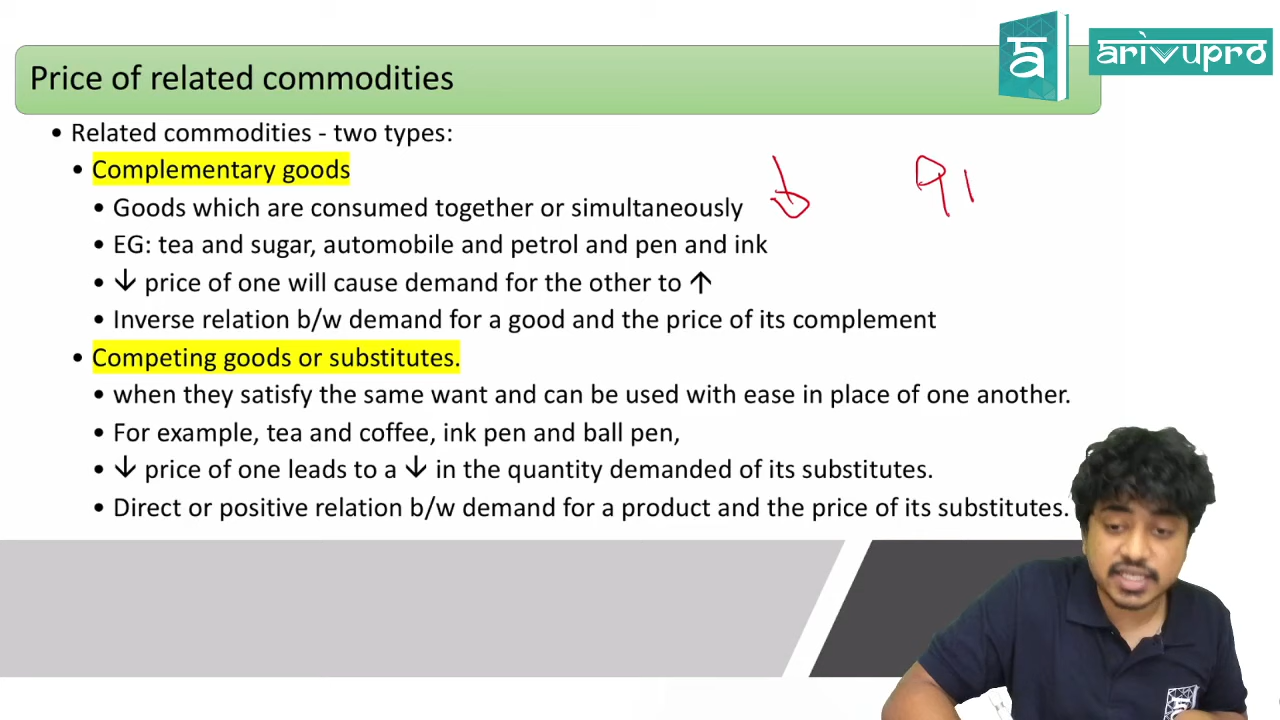 arivupro
Price of related commodities
• Related commodities - two types:
• Complementary goods
• Goods which are consumed together or simultaneously
• EG: tea and sugar, automobile and petrol and pen and ink
• ↓ price of one will cause demand for the other to ↑
• Inverse relation b/w demand for a good and the price of its complement
• Competing goods or substitutes.
• when they satisfy the same want and can be used with ease in place of one another.
• For example, tea and coffee, ink pen and ball pen,
• ↓ price of one leads to a ↓ in the quantity demanded of its substitutes.
• Direct or positive relation b/w demand for a product and the price of its substitutes.